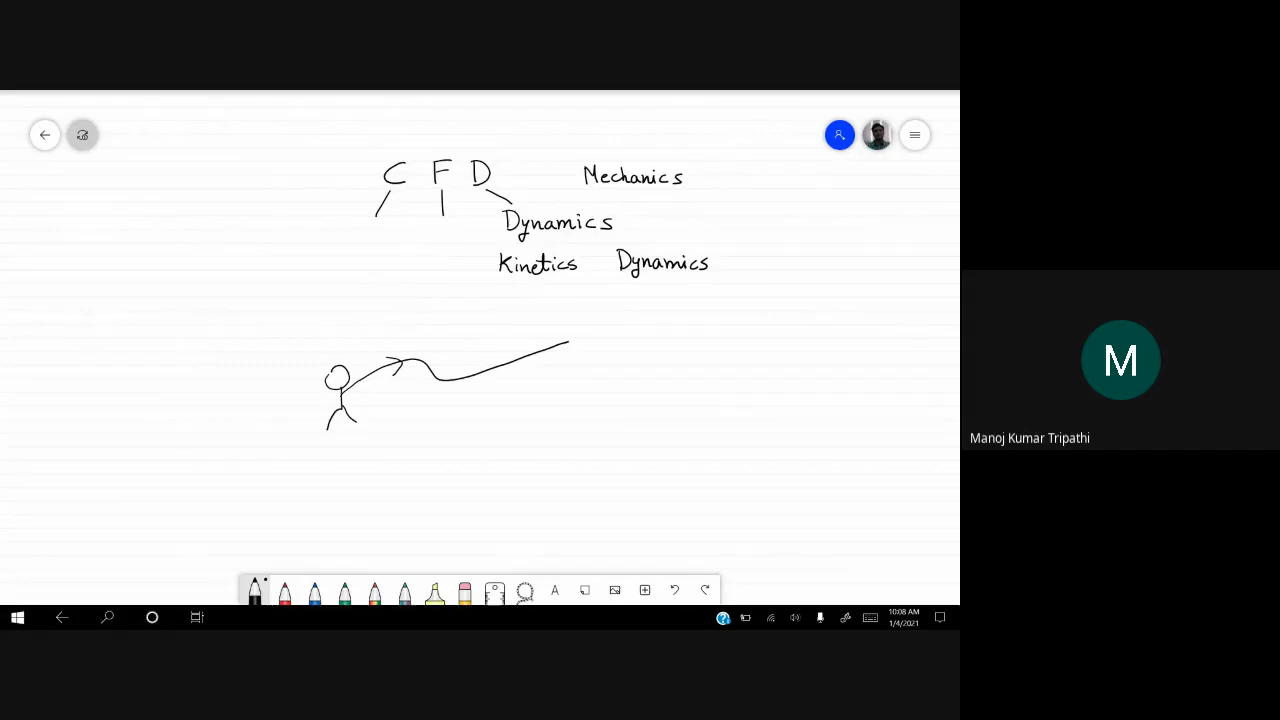 C F D Mechanics
Dynamics
Kinetics Dynamics
M
Manoj Kumar Tripathi
A
10:08 AM
1/4/2021